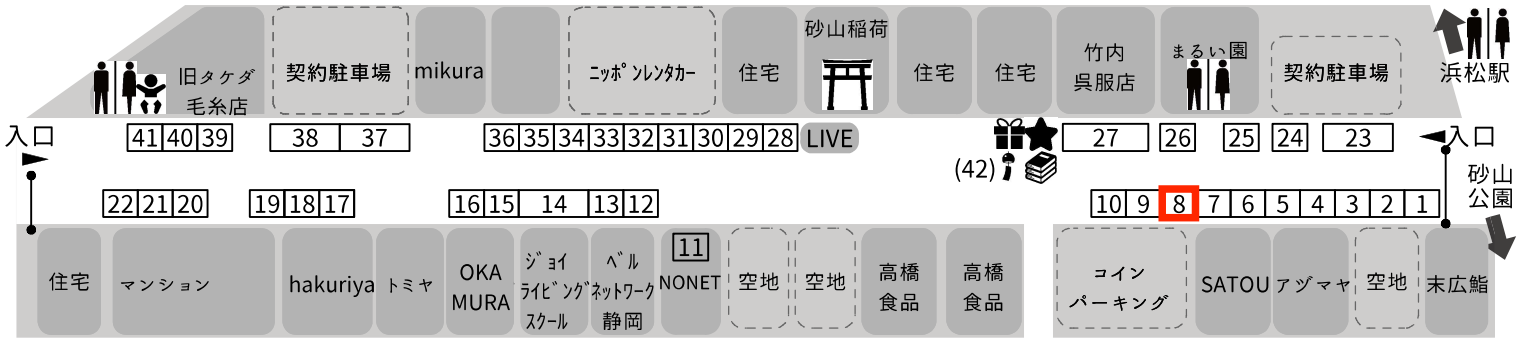 旧タケダ
毛糸店
契約駐車場
mikura
ニッポンレンタカー
住宅
砂山稲荷
住宅
住宅
竹内
呉服店
まるい園
契約駐車場
浜松駅
入口
41 40 39
38 37
36 35 34 33 32 31 30 29 28
LIVE
(42)
27
26
25
24
23
入口
砂山
公園
22 21 20
19 18 17
16 15 14 13 12
10 9 8 7 6 5 4 3 2 1
住宅
マンション
hakuriya
トミヤ
OKA
MURA
ジョイ
ライビング
スクール
ベル
ネットワーク
静岡
11
NONET
空地
空地
高橋
食品
高橋
食品
コイン
パーキング
SATOU
アヅマヤ
空地
末広鮨